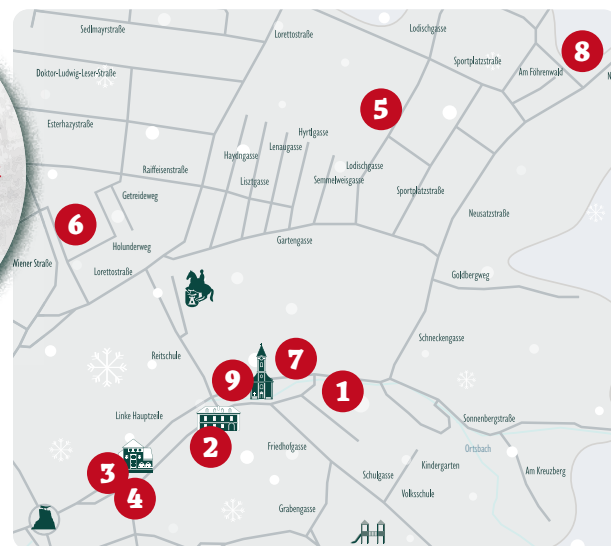 Sedlmayrstraße
Lorettostraße
Lodischgasse
8
Sportplatzstraße
Am Föhrenwald
N
Doktor-Ludwig-Leser-Straße
5
Esterhazystraße
Hyrtlgasse
Lenaugasse
Haydngasse
Lodischgasse
Raiffeisenstraße
Lisztgasse
Semmelweisgasse
Sportplatzstraße
Getreideweg
6
Neusatzstraße
Holunderweg
Gartengasse
Wiener Straße
Lorettostraße
Goldbergweg
Schneckengasse
Reitschule
7
9
1
Linke Hauptzeile
Sonnenbergstraße
2
Friedhofgasse
Ortsbach
3
Kindergarten
Schulgasse
Am Kreuzberg
4
Volksschule
Grabengasse